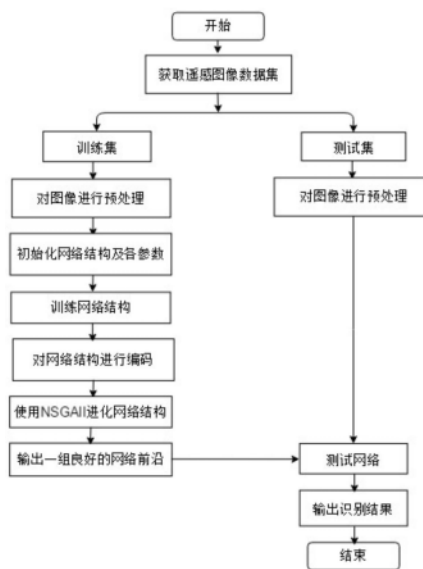 开始
获取遥感图像数据集
训练集
测试集
对图像进行预处理
对图像进行预处理
初始化网络结构及各参数
训练网络结构
对网络结构进行编码
使用NSGAII进化网络结构
输出一组良好的网络前沿
测试网络
输出识别结果
结束